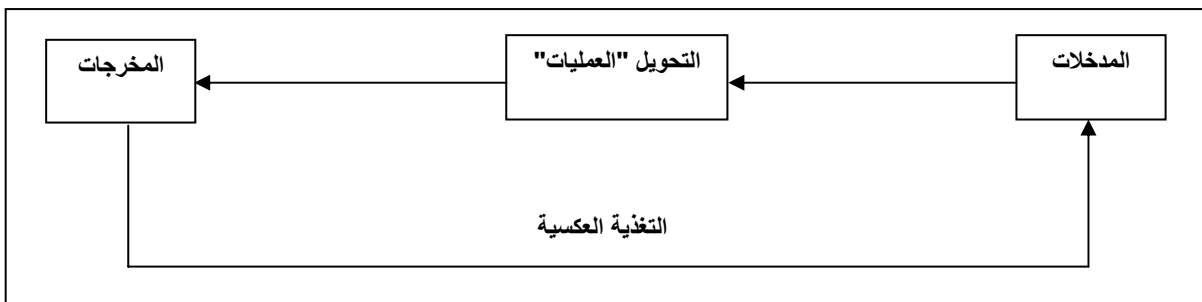 المدخلات
التحويل "العمليات"
المخرجات
التغذية العكسية